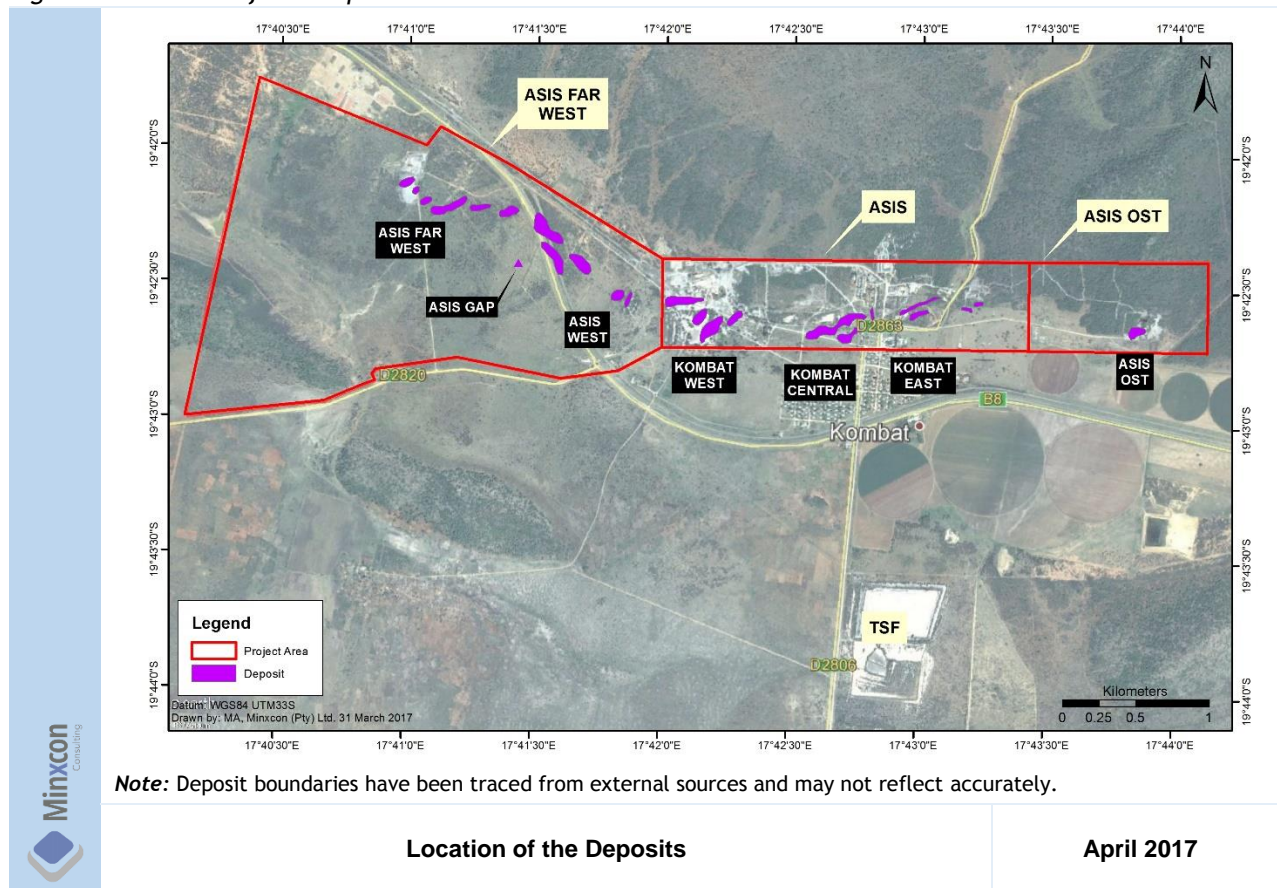 17°40'30"E 17°41'0"E 17°41'30"E 17°42'0"E 17°42'30"E 17°43'0"E 17°43'30"E 17°44'0"E
N
ASIS FAR
WEST
19°42'0"S
19°42'0"S
ASIS
ASIS OST
ASIS FAR
WEST
19°42'30"S
19°42'30"S
ASIS GAP
ASIS
WEST
D2863
D2820
KOMBAT
WEST
KOMBAT
CENTRAL
KOMBAT
EAST
ASIS
OST
B8
Kombat
19°43'0"S
19°43'0"S
19°43'30"S
19°43'30"S
TSF
Legend
Project Area
Deposit
D2806
19°44'0"S
19°44'0"S
Datum: WGS84 UTM33S
Drawn by: MA, Minxcon (Pty) Ltd. 31 March 2017
Kilometers
0 0.25 0.5 1
17°40'30"E 17°41'0"E 17°41'30"E 17°42'0"E 17°42'30"E 17°43'0"E 17°43'30"E 17°44'0"E
Minxcon
Consulting
Note: Deposit boundaries have been traced from external sources and may not reflect accurately.
Location of the Deposits
April 2017